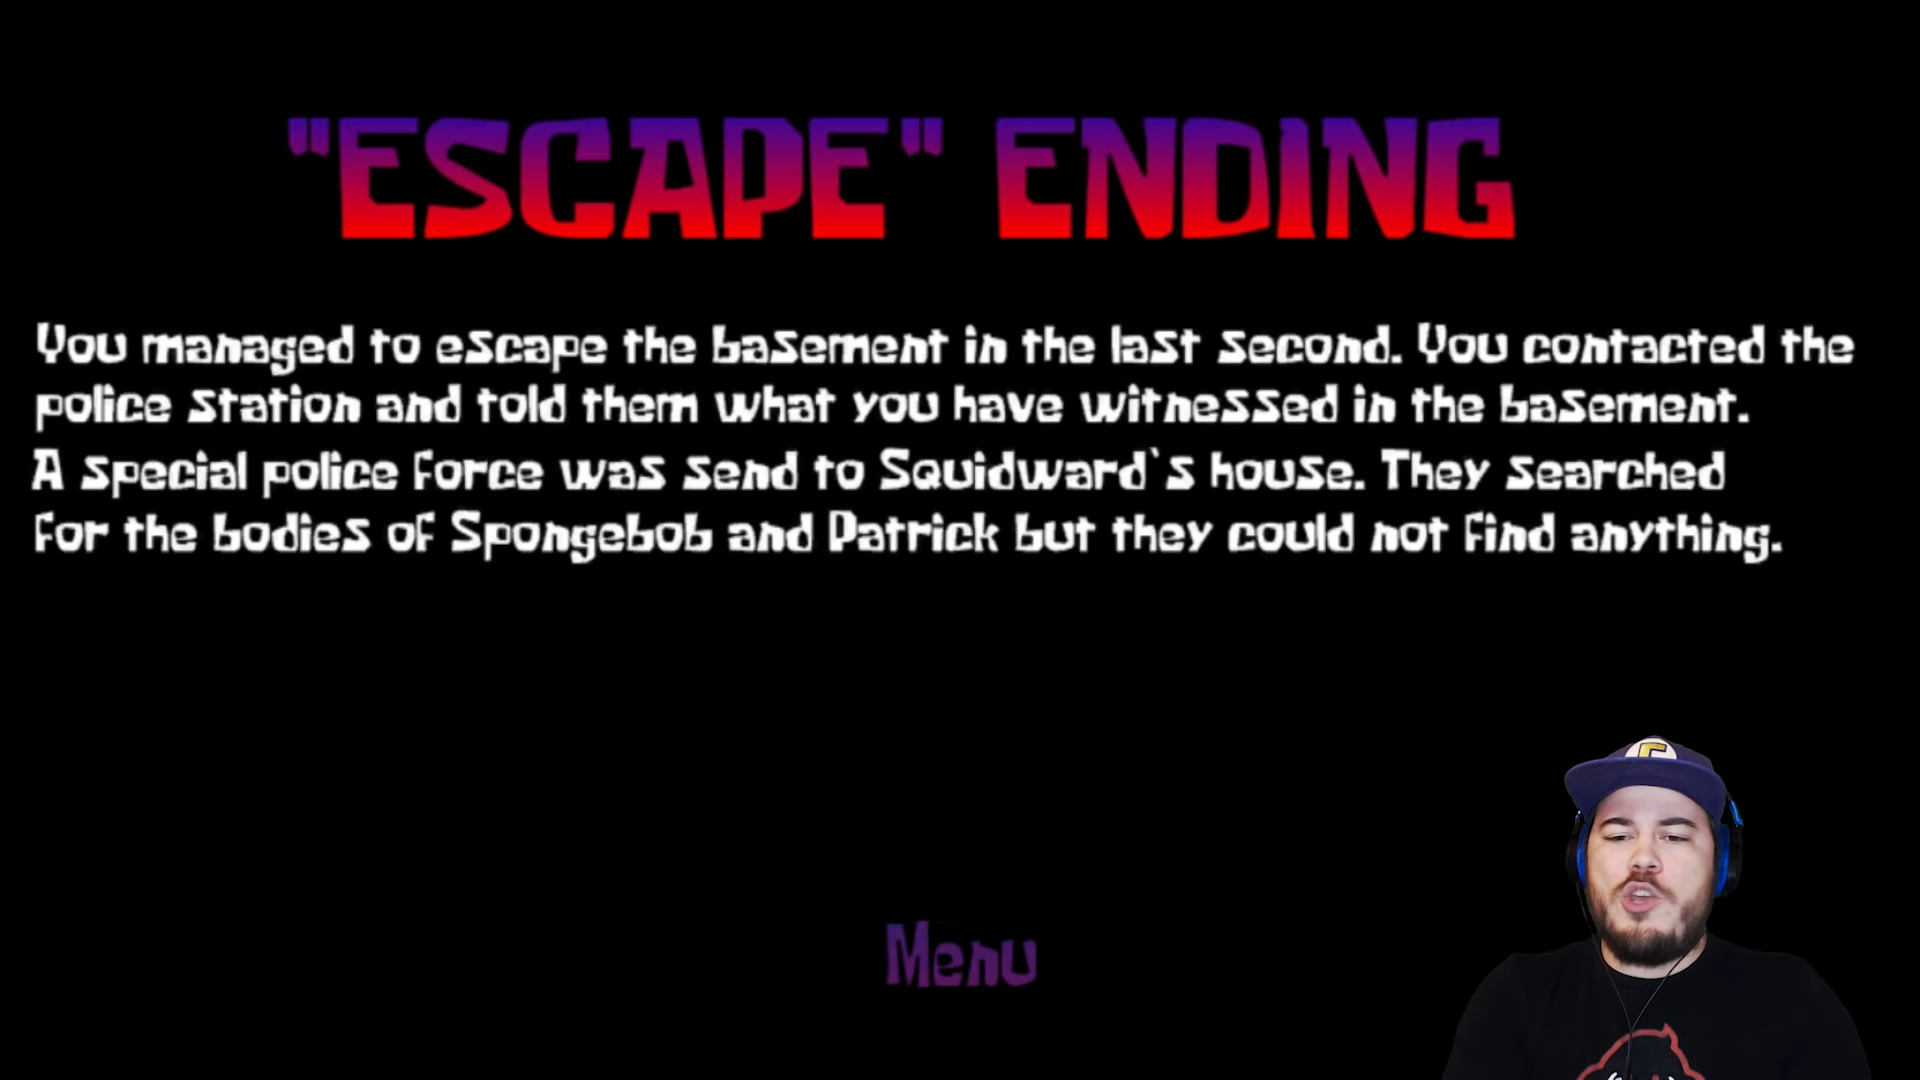 "ESCAPE" ENDING
You managed to escape the basement in the last second. You contacted the
police station and told them what you have witnessed in the basement.
A special police force was send to Squidward`s house. They searched
for the bodies of Spongebob and Patrick but they could not find anything.
Menu